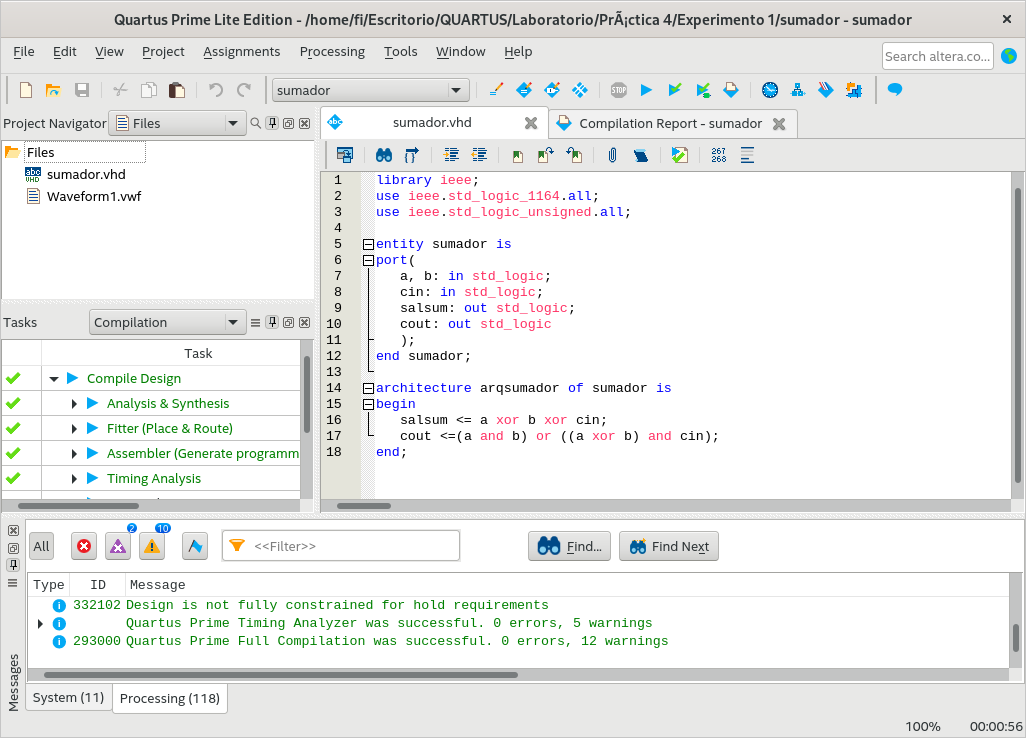 Quartus Prime Lite Edition - /home/fi/Escritorio/QUARTUS/Laboratorio/PrÃ¡ctica 4/Experimento 1/sumador - sumador
File Edit View Project Assignments Processing Tools Window Help
Search altera.co...
sumador
STOP
Project Navigator Files
Files
abc VHD sumador.vhd
Waveform1.vwf
abc sumador.vhd
Compilation Report - sumador
267 268
1 library ieee;
2 use ieee.std_logic_1164.all;
3 use ieee.std_logic_unsigned.all;
4
5 entity sumador is
6 port(
7 a, b: in std_logic;
8 cin: in std_logic;
9 salsum: out std_logic;
10 cout: out std_logic
11 );
12 end sumador;
13
14 architecture arqsumador of sumador is
15 begin
16 salsum <= a xor b xor cin;
17 cout <=(a and b) or ((a xor b) and cin);
18 end;
Tasks Compilation
Task
Compile Design
Analysis & Synthesis
Fitter (Place & Route)
Assembler (Generate programm
Timing Analysis
All 2 10 <<Filter>> Find... Find Next
Type ID Message
332102 Design is not fully constrained for hold requirements
Quartus Prime Timing Analyzer was successful. 0 errors, 5 warnings
293000 Quartus Prime Full Compilation was successful. 0 errors, 12 warnings
Messages
System (11) Processing (118)
100% 00:00:56